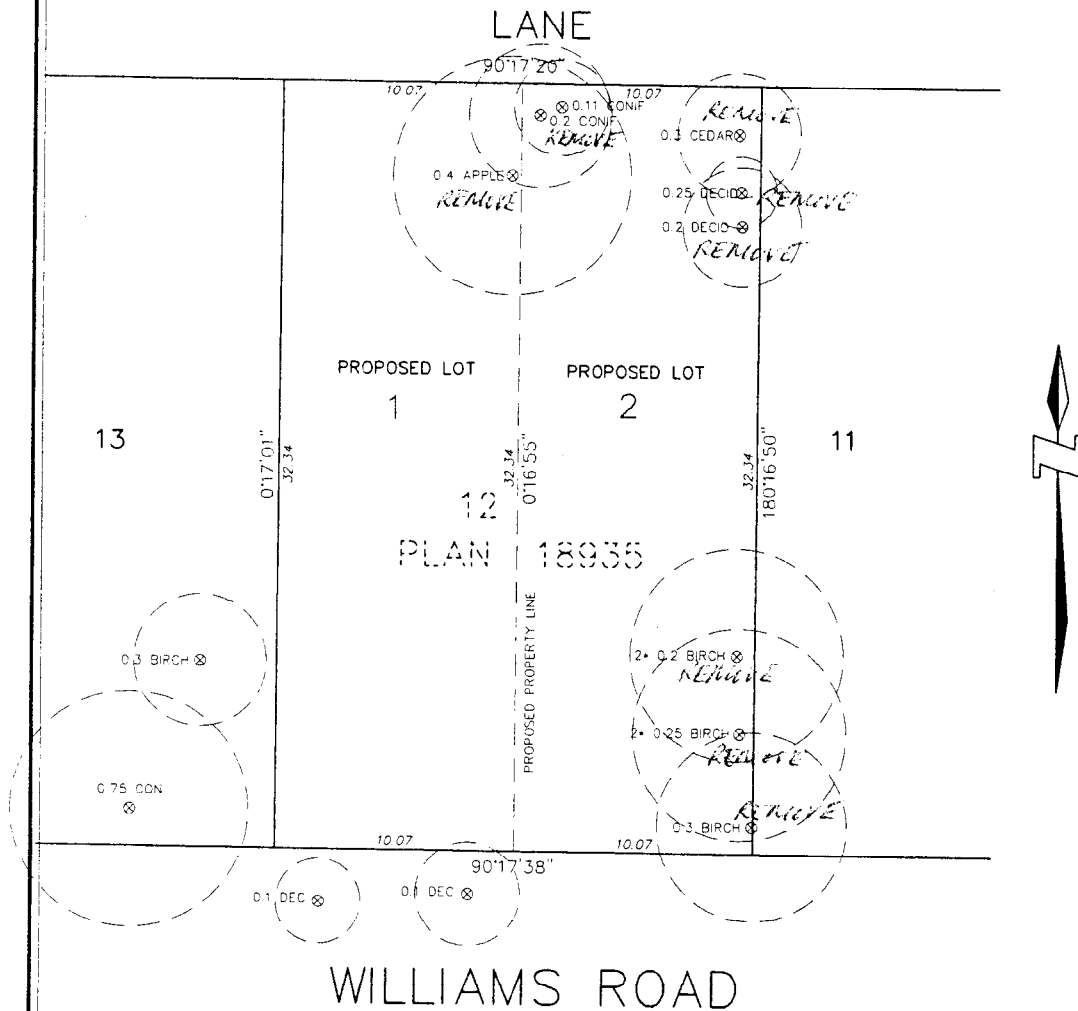 LANE
90°17'20"
10.07
10.07
0.11 CONIF
0.2 CONIF
REMOVE
REMOVE
0.3 CEDAR
0.4 APPLE
REMOVE
0.25 DECID
REMOVE
0.2 DECID
REMOVE
PROPOSED LOT
1
PROPOSED LOT
2
13
11
0°17'01"
32.34
32.34
0°16'55"
32.34
180°16'50"
12
PLAN 18935
PROPOSED PROPERTY LINE
0.3 BIRCH
2* 0.2 BIRCH
REMOVE
2* 0.25 BIRCH
REMOVE
0.75 CON
REMOVE
0.3 BIRCH
10.07
10.07
90°17'38"
0.1 DEC
0.1 DEC
WILLIAMS ROAD
Z